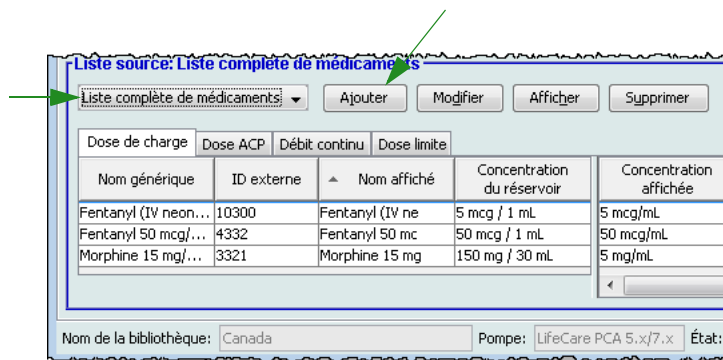 Liste source: Liste complète de médicaments
Liste complète de médicaments Ajouter Modifier Afficher Supprimer
Dose de charge Dose ACP Débit continu Dose limite
Nom générique ID externe Nom affiché Concentration du réservoir Concentration affichée
Fentanyl (IV neon... 10300 Fentanyl (IV ne 5 mcg / 1 mL 5 mcg/mL
Fentanyl 50 mcg/... 4332 Fentanyl 50 mc 50 mcg / 1 mL 50 mcg/mL
Morphine 15 mg/... 3321 Morphine 15 mg 150 mg / 30 mL 5 mg/mL
Nom de la bibliothèque: Canada Pompe: LifeCare PCA 5.x/7.x État: